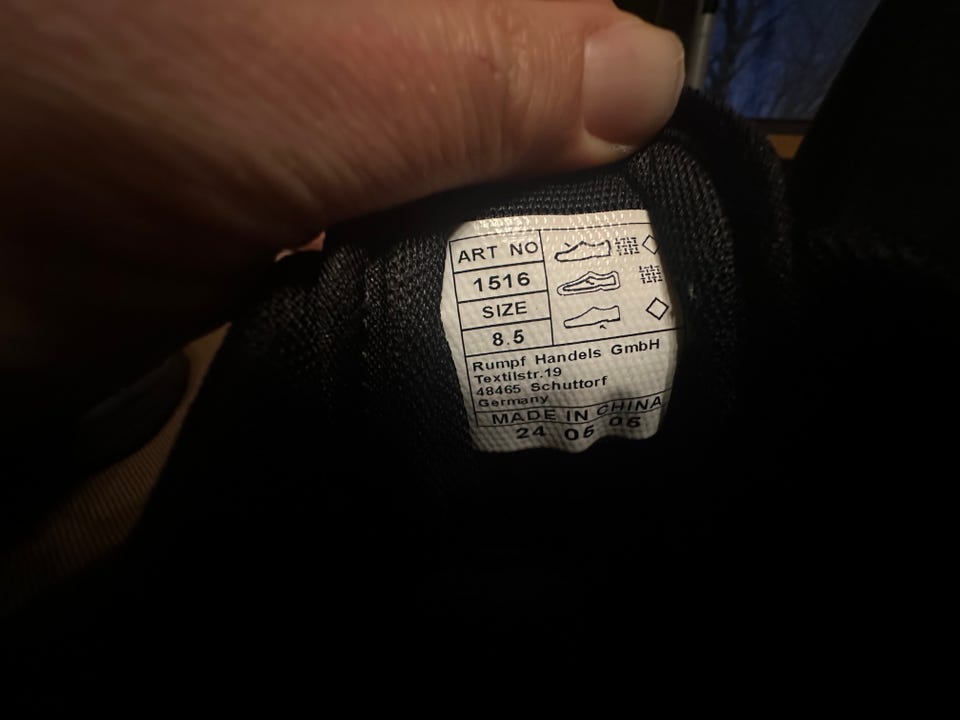 ART NO
1516
SIZE
8.5
Rumpf Handels GmbH
Textilstr.19
48465 Schuttorf
Germany
MADE IN CHINA
24 05 06